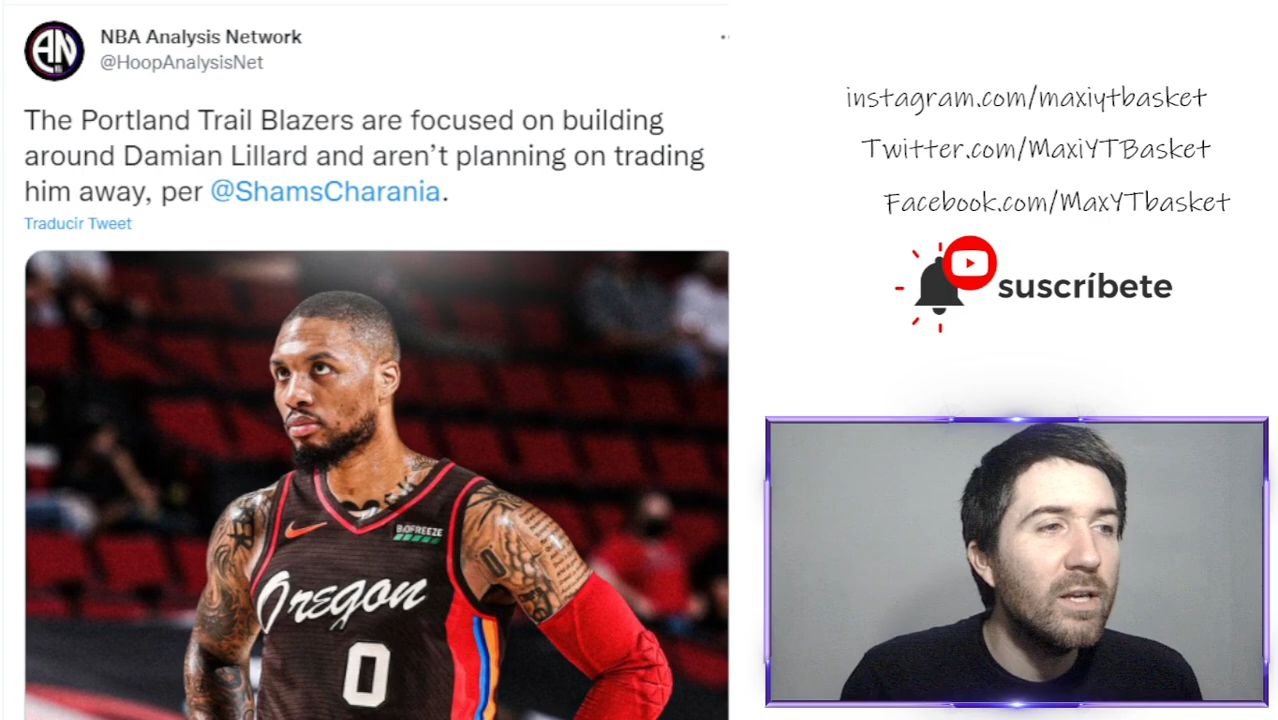 AN
NBA Analysis Network
@HoopAnalysisNet
The Portland Trail Blazers are focused on building
around Damian Lillard and aren’t planning on trading
him away, per @ShamsCharania.
Traducir Tweet
BIOFREEZE
Oregon
0
instagram.com/maxiytbasket
Twitter.com/MaxiYTBasket
Facebook.com/MaxYTbasket
suscríbete